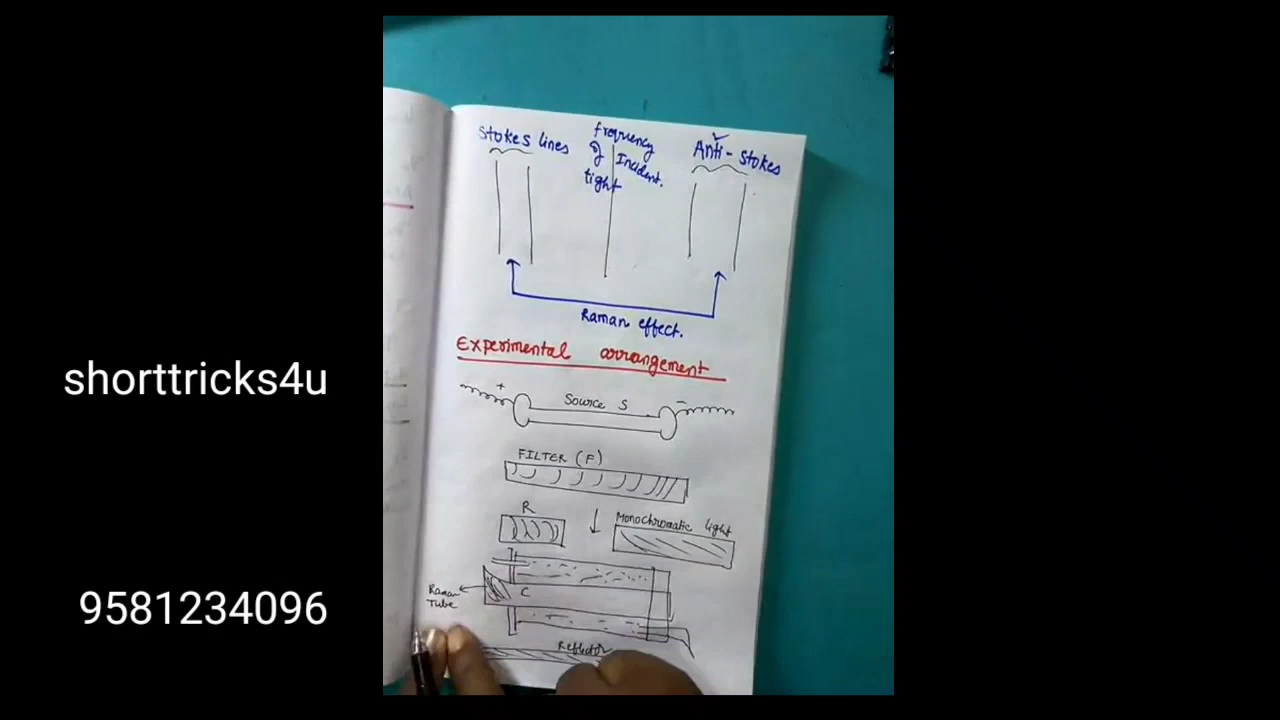 Stokes lines
frequency
of Incident.
light
Anti - Stokes
Raman effect.
Experimental arrangement
+
Source S
-
FILTER (F)
R
Monochromatic light
Raman
Tube
C
Reflector
shorttricks4u
9581234096